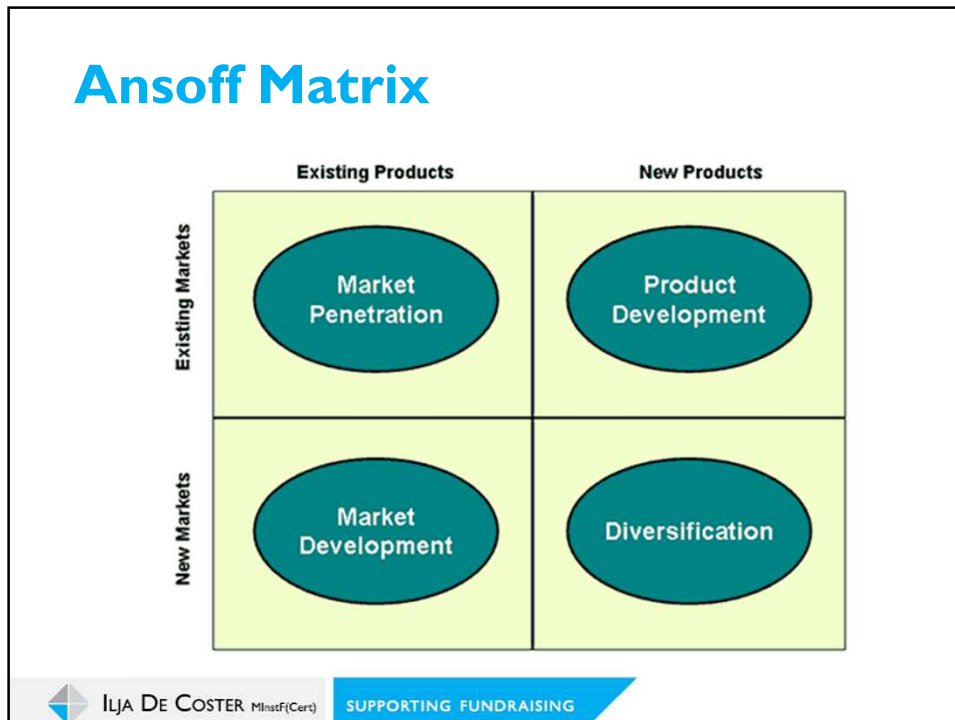 Ansoff Matrix
Existing Products
New Products
Existing Markets
Market
Penetration
Product
Development
New Markets
Market
Development
Diversification
ILJA DE COSTER MInstF(Cert)
SUPPORTING FUNDRAISING